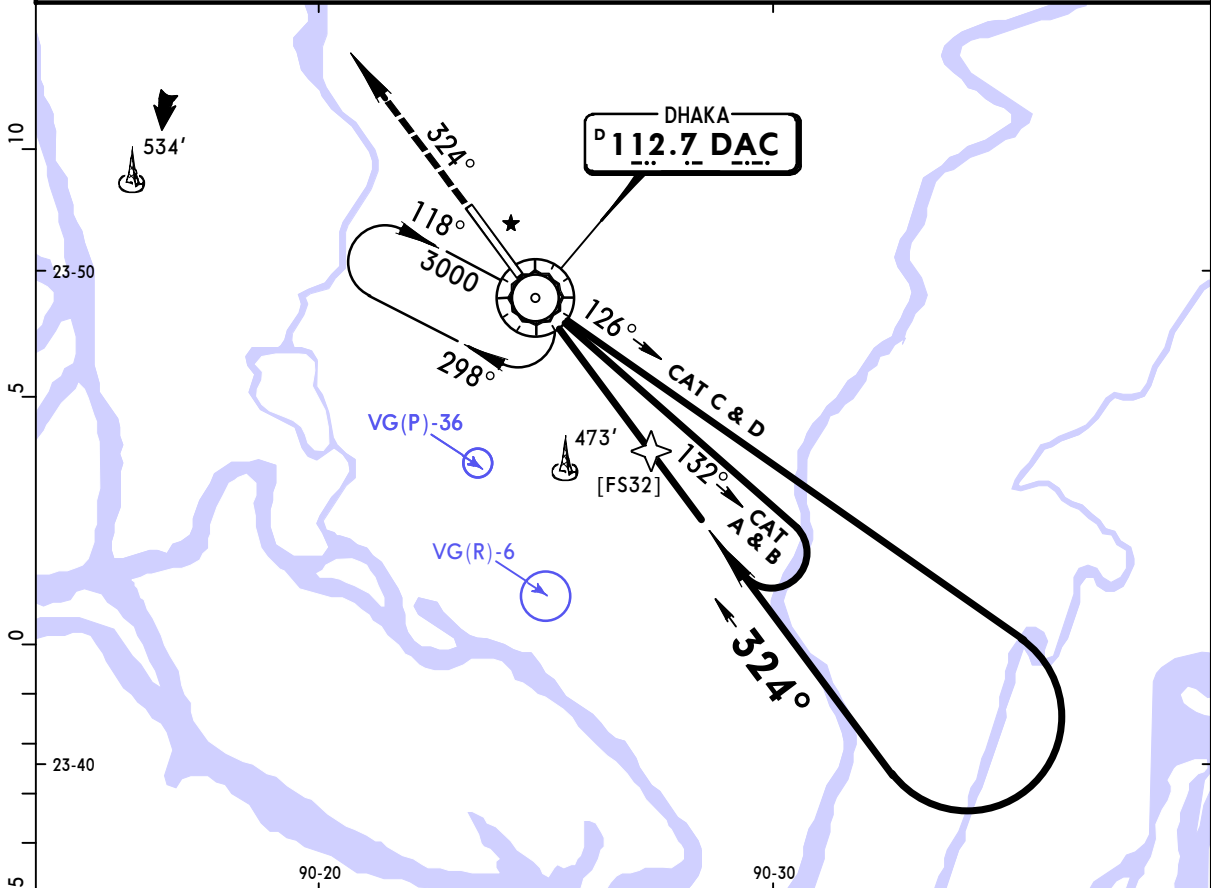 DHAKA
D 112.7 DAC
10
534'
324°
118°
3000
23-50
126°
CAT C & D
298°
5
VG(P)-36
473'
[FS32]
132°
CAT
A & B
VG(R)-6
0
324°
23-40
90-20
90-30
5